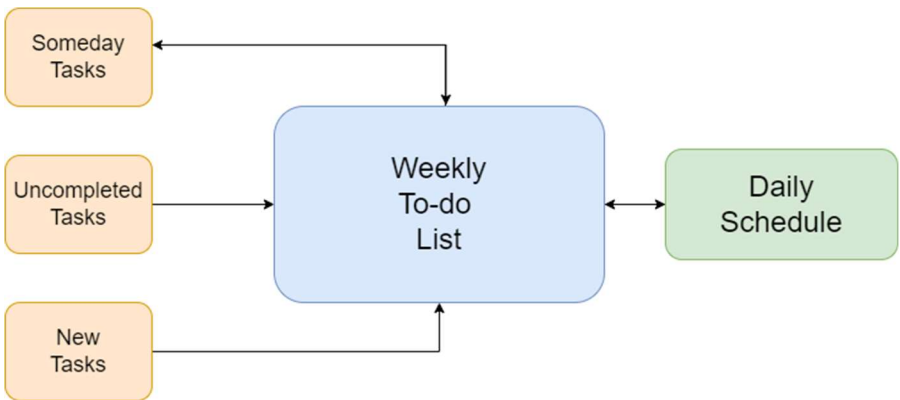 Someday
Tasks
Uncompleted
Tasks
New
Tasks
Weekly
To-do
List
Daily
Schedule